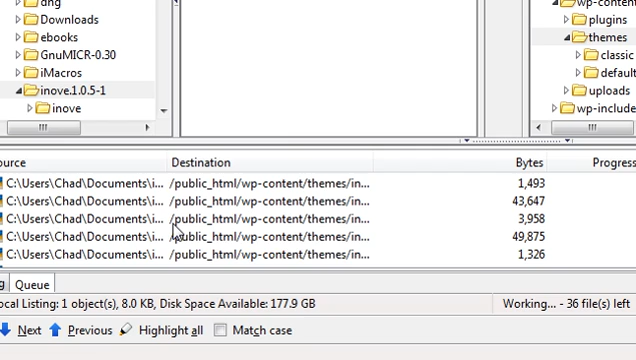 dng
Downloads
ebooks
GnuMICR-0.30
iMacros
inove.1.0.5-1
inove
wp-content
plugins
themes
classic
default
uploads
wp-include
ource Destination Bytes Progress
C:\Users\Chad\Documents\i... /public_html/wp-content/themes/in... 1,493
C:\Users\Chad\Documents\i... /public_html/wp-content/themes/in... 43,647
C:\Users\Chad\Documents\i... /public_html/wp-content/themes/in... 3,958
C:\Users\Chad\Documents\i... /public_html/wp-content/themes/in... 49,875
C:\Users\Chad\Documents\i... /public_html/wp-content/themes/in... 1,326
g Queue
ocal Listing: 1 object(s), 8.0 KB, Disk Space Available: 177.9 GB Working... - 36 file(s) left
Next Previous Highlight all Match case